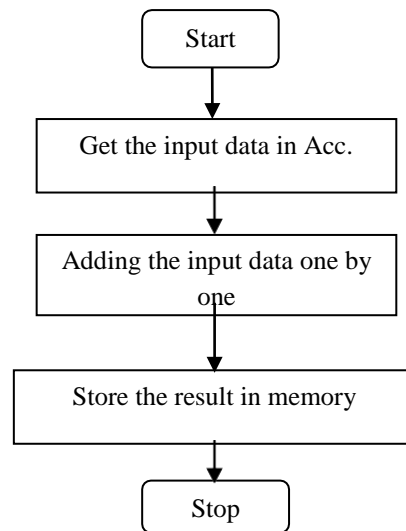 Start
Get the input data in Acc.
Adding the input data one by
one
Store the result in memory
Stop